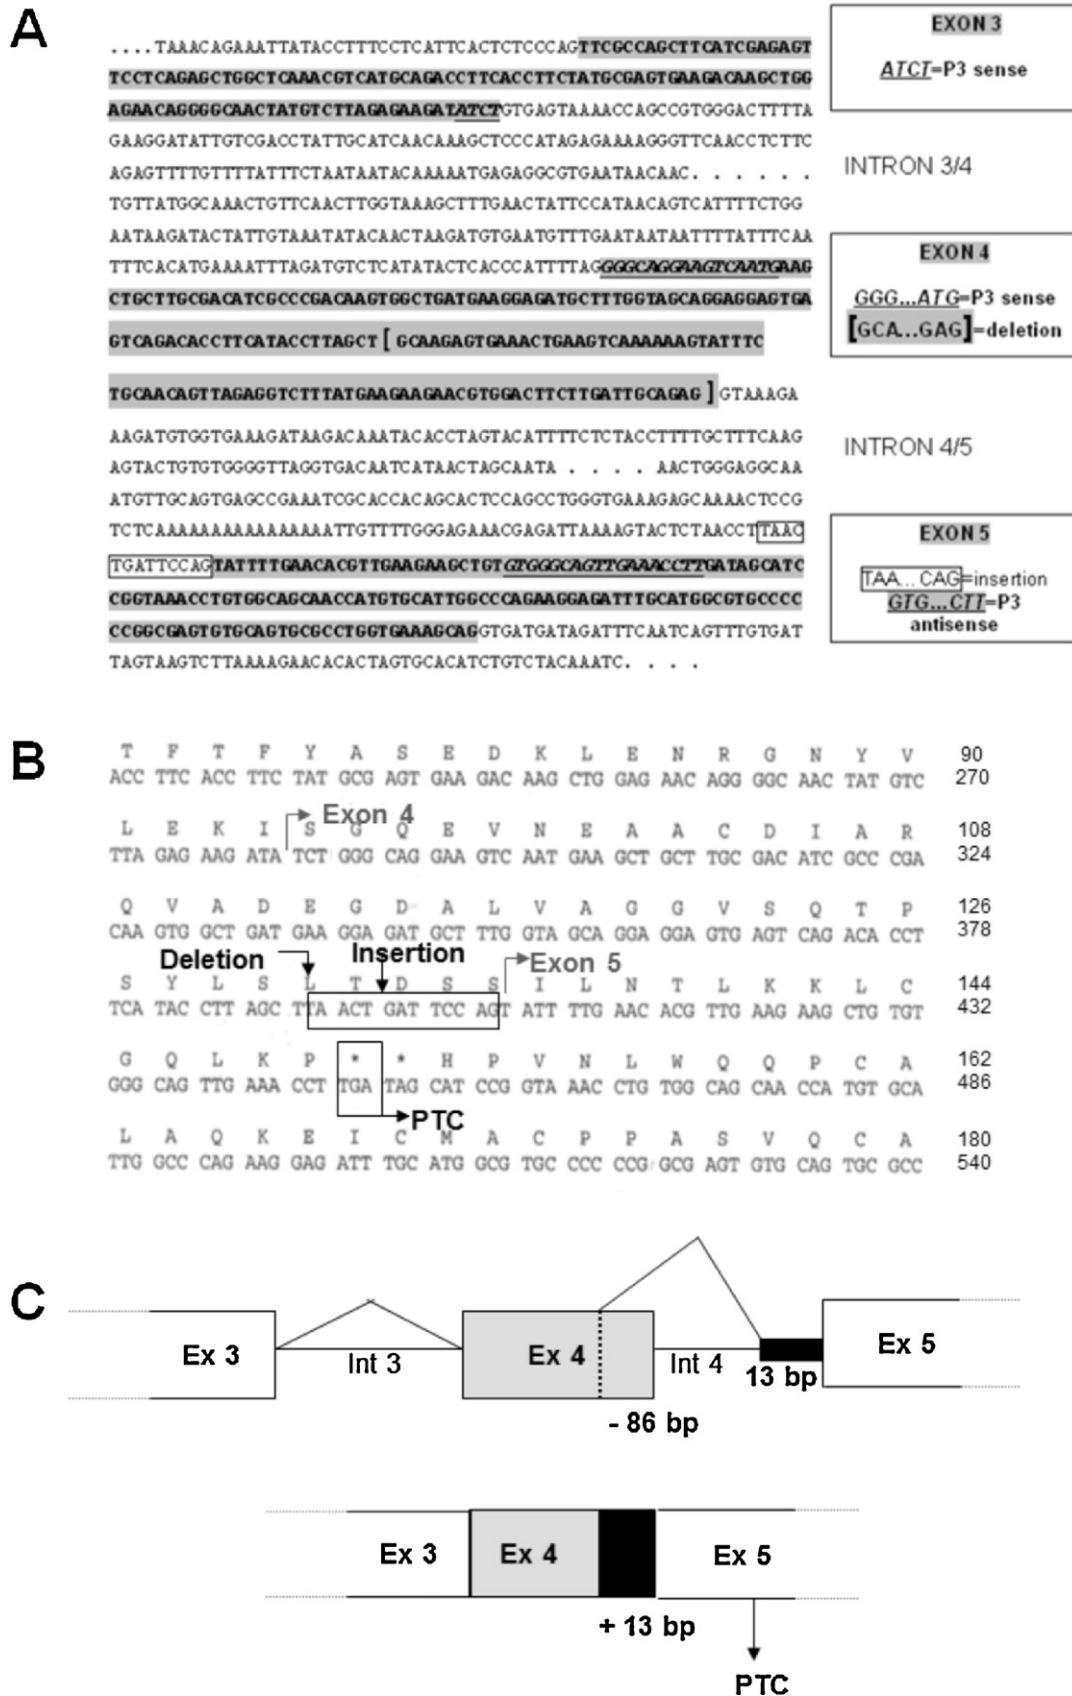 A
....TAAACAGAAATTATACCTTTCCTCATTCACTCTCCCAGTTCGCCAGCTTCATCGAGAGT
TCCTCAGAGCTGGCTCAAACGTCATGCAGACCTTCACCTTCTATGCGAGTGAAGACAAGCTGG
AGAACAGGGGCAACTATGTCTTAGAGAAGATATCTGTGAGTAAAACCAGCCGTGGGACTTTTA
GAAGGATATTGTCGACCTATTGCATCAACAAAGCTCCCATAGAGAAAAGGGTTCAACCTCTTC
AGAGTTTTGTTTTATTTCTAATAATACAAAAATGAGAGGCGTGAATAACAAC. . . . . .
TGTTATGGCAAACTGTTCAACTTGGTAAAGCTTTGAACTATTCCATAACAGTCATTTTCTGG
AATAAGATACTATTGTAAATATACAACTAAGATGTGAATGTTTGAATAATAATTTTATTTCAA
TTTCACATGAAAATTTAGATGTCTCATATACTCACCCATTTTAGGGGCAGGAAGTCAATGAAG
CTGCTTGCGACATCGCCCGACAAGTGGCTGATGAAGGAGATGCTTTGGTAGCAGGAGGAGTGA
GTCAGACACCTTCATACCTTAGCT [ GCAAGAGTGAAACTGAAGTCAAAAAAGTATTTC
TGCAACAGTTAGAGGTCTTTATGAAGAAGAACGTGGACTTCTTGATTGCAGAG ] GTAAAGA
AAGATGTGGTGAAAGATAAGACAAATACACCTAGTACATTTTCTCTACCTTTTGCTTTCAAG
AGTACTGTGTGGGGTTAGGTGACAATCATAACTAGCAATA . . . . . AACTGGGAGGCAA
ATGTTGCAGTGAGCCGAAATCGCACCACAGCACTCCAGCCTGGGTGAAAGAGCAAAACTCCG
TCTCAAAAAAAAAAAAAAAAATTGTTTTGGGAGAAACGAGATTAAAAGTACTCTAACCTTAAC
TGATTCCAGTATTTTGAACACGTTGAAGAAGCTGTGTGGGCAGTTGAAACCTTGATAGCATC
CGGTAAACCTGTGGCAGCAACCATGTGCATTGGCCCAGAAGGAGATTTGCATGGCGTGCCCC
CCGGCGAGTGTGCAGTGCGCCTGGTGAAAGCAGGTGATGATAGATTTCAATCAGTTTGTGAT
TAGTAAGTCTTAAAAGAACACACTAGTGCACATCTGTCTACAAATC. . . .
EXON 3
ATCT=P3 sense
INTRON 3/4
EXON 4
GGG...ATG=P3 sense
[GCA...GAG]=deletion
INTRON 4/5
EXON 5
TAA... CAG=insertion
GTG...CTT=P3
antisense
B
T F T F Y A S E D K L E N R G N Y V 90
ACC TTC ACC TTC TAT GCG AGT GAA GAC AAG CTG GAG AAC AGG GGC AAC TAT GTC 270
Exon 4
L E K I S G Q E V N E A A C D I A R 108
TTA GAG AAG ATA TCT GGG CAG GAA GTC AAT GAA GCT GCT TGC GAC ATC GCC CGA 324
Q V A D E G D A L V A G G V S Q T P 126
CAA GTG GCT GAT GAA GGA GAT GCT TTG GTA GCA GGA GGA GTG AGT CAG ACA CCT 378
Deletion Insertion Exon 5
S Y L S L T D S S I L N T L K K L C 144
TCA TAC CTT AGC TTA ACT GAT TCC AGT ATT TTG AAC ACG TTG AAG AAG CTG TGT 432
G Q L K P * * H P V N L W Q Q P C A 162
GGG CAG TTG AAA CCT TGA TAG CAT CCG GTA AAC CTG TGG CAG CAA CCA TGT GCA 486
PTC
L A Q K E I C M A C P P A S V Q C A 180
TTG GCC CAG AAG GAG ATT TGC ATG GCG TGC CCC CCG GCG AGT GTG CAG TGC GCC 540
C
Ex 3 Int 3 Ex 4 Int 4 13 bp Ex 5
- 86 bp
Ex 3 Ex 4 Ex 5
+ 13 bp
PTC